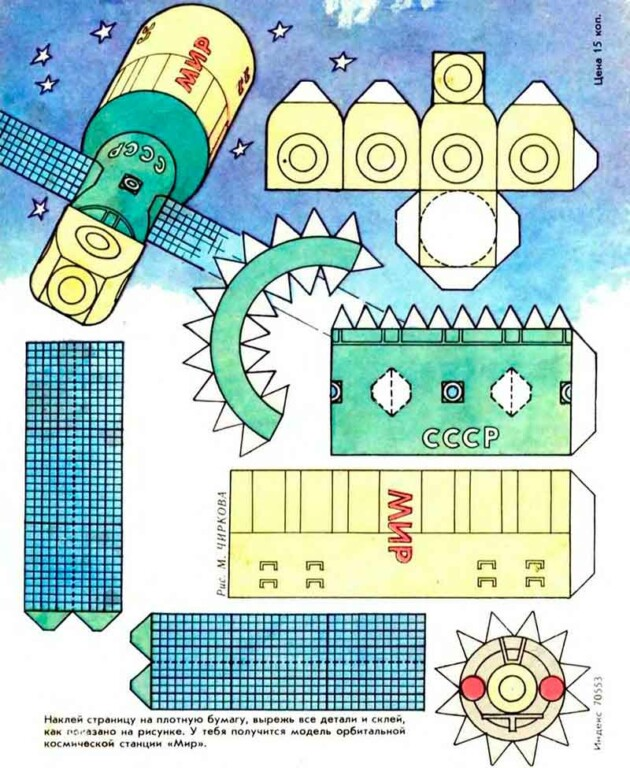 Цена 15 коп.
МИР
СССР
СССР
МИР
Рис. М. ЧИРКОВА
Индекс 70553
Наклей страницу на плотную бумагу, вырежь все детали и склей,
как показано на рисунке. У тебя получится модель орбитальной
космической станции «Мир».